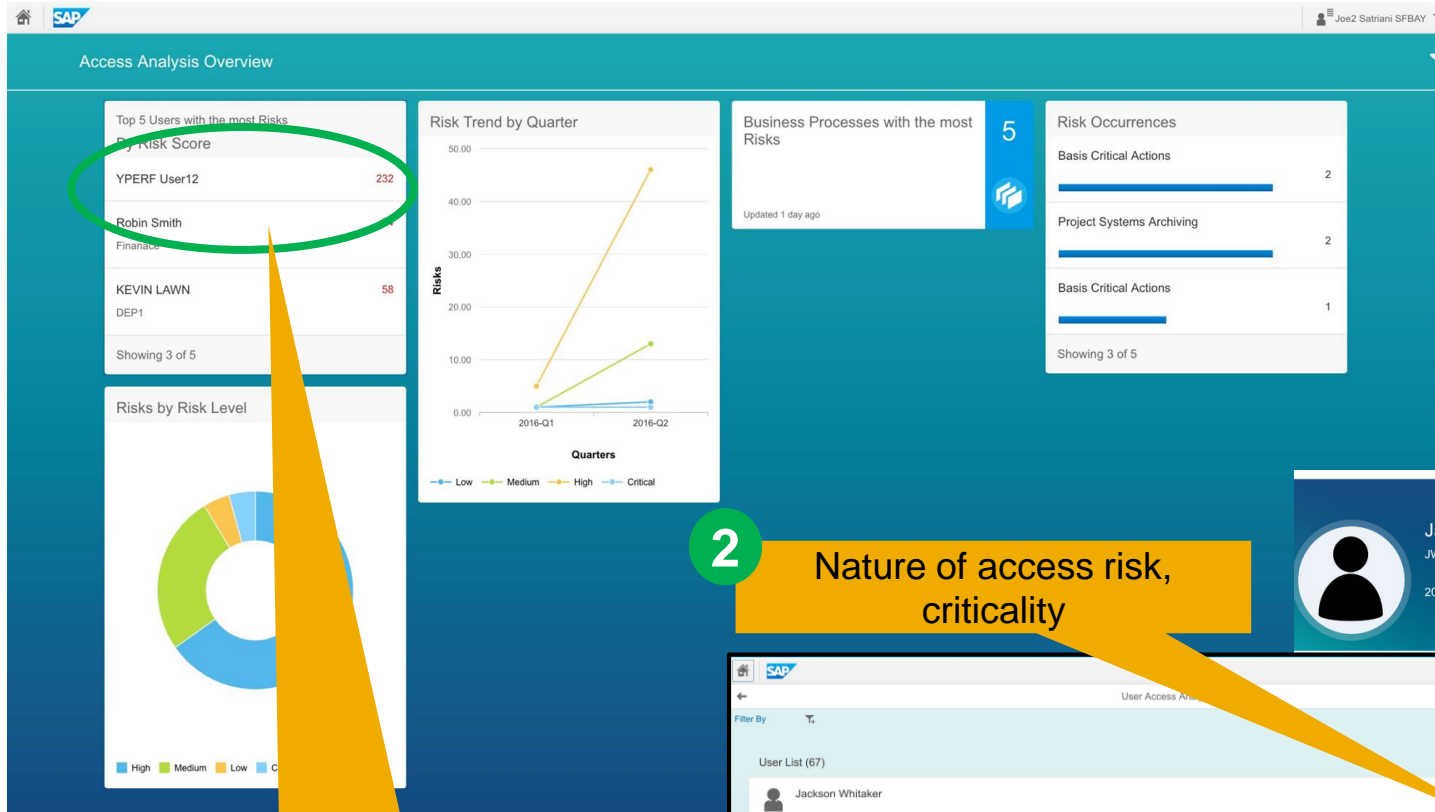 SAP
Joe2 Satriani SFBAY
Access Analysis Overview
Top 5 Users with the most Risks
By Risk Score
YPERF User12
232
Robin Smith
Finanace
KEVIN LAWN
58
DEP1
Showing 3 of 5
Risk Trend by Quarter
50.00
40.00
30.00
20.00
10.00
0.00
Risks
2016-Q1
2016-Q2
Quarters
Low Medium High Critical
Business Processes with the most
Risks
5
Updated 1 day ago
Risk Occurrences
Basis Critical Actions
2
Project Systems Archiving
2
Basis Critical Actions
1
Showing 3 of 5
Risks by Risk Level
High Medium Low C
2
Nature of access risk,
criticality
SAP
User Access
Filter By
User List (67)
Jackson Whitaker